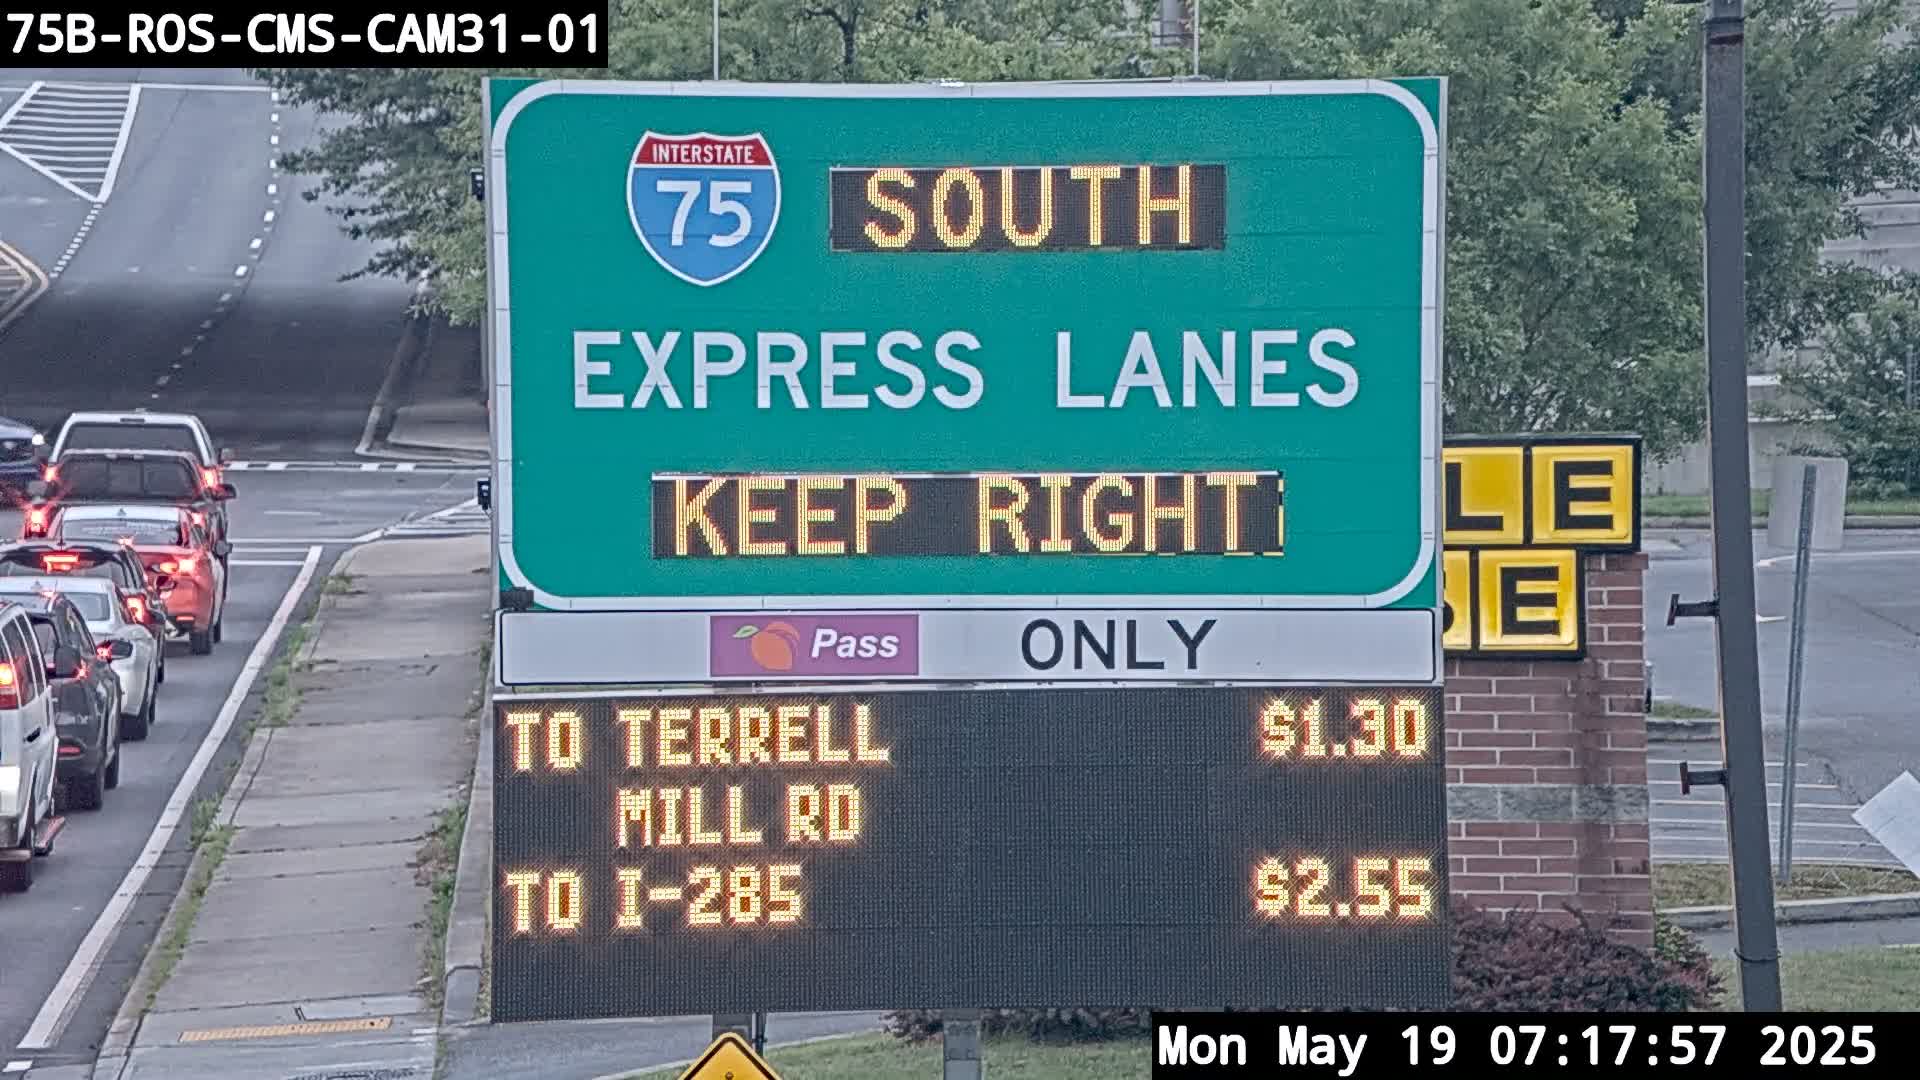 75B-ROS-CMS-CAM31-01
INTERSTATE
75
SOUTH
EXPRESS LANES
KEEP RIGHT
Pass ONLY
TO TERRELL $1.30
MILL RD
TO I-285 $2.55
LE
E
Mon May 19 07:17:57 2025